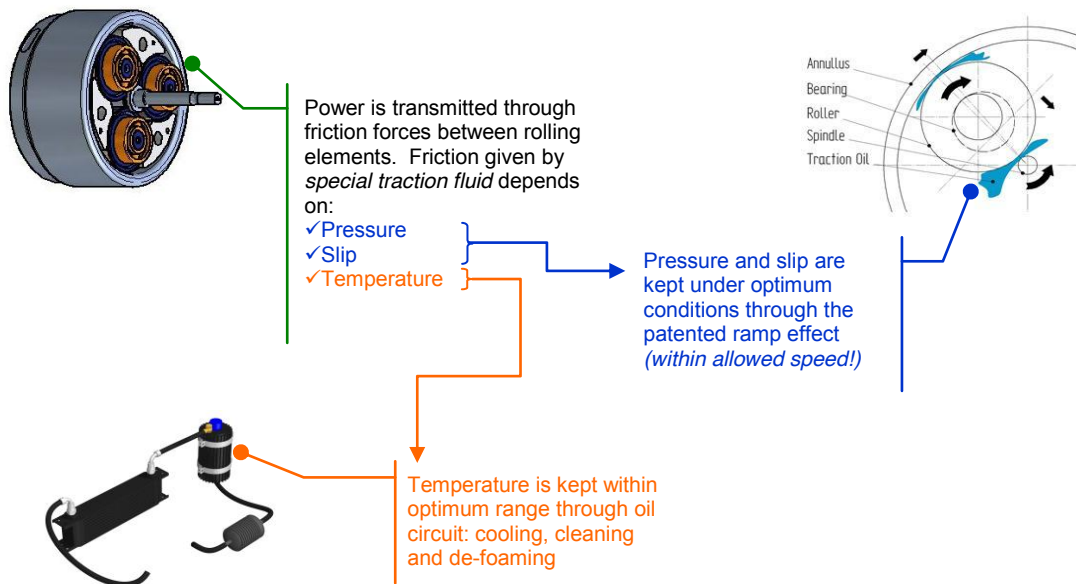 Power is transmitted through
friction forces between rolling
elements.  Friction given by
special traction fluid depends
on:
✓Pressure
✓Slip
✓Temperature
Annullus
Bearing
Roller
Spindle
Traction Oil
Pressure and slip are
kept under optimum
conditions through the
patented ramp effect
(within allowed speed!)
Temperature is kept within
optimum range through oil
circuit: cooling, cleaning
and de-foaming